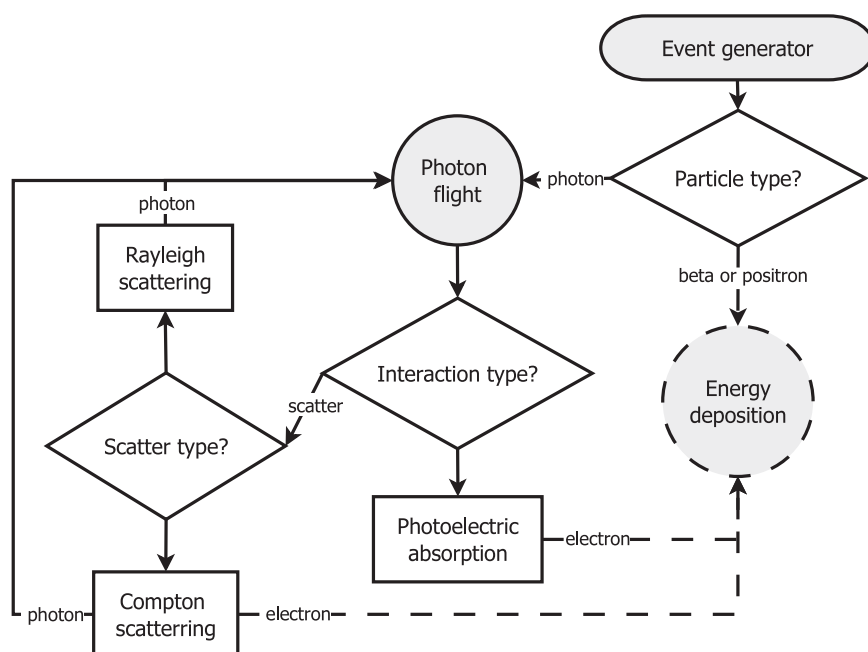 Event generator
Photon
flight
photon
Particle type?
photon
Rayleigh
scattering
beta or positron
Interaction type?
scatter
Energy
deposition
Scatter type?
Photoelectric
absorption
electron
photon
Compton
scatterring
electron